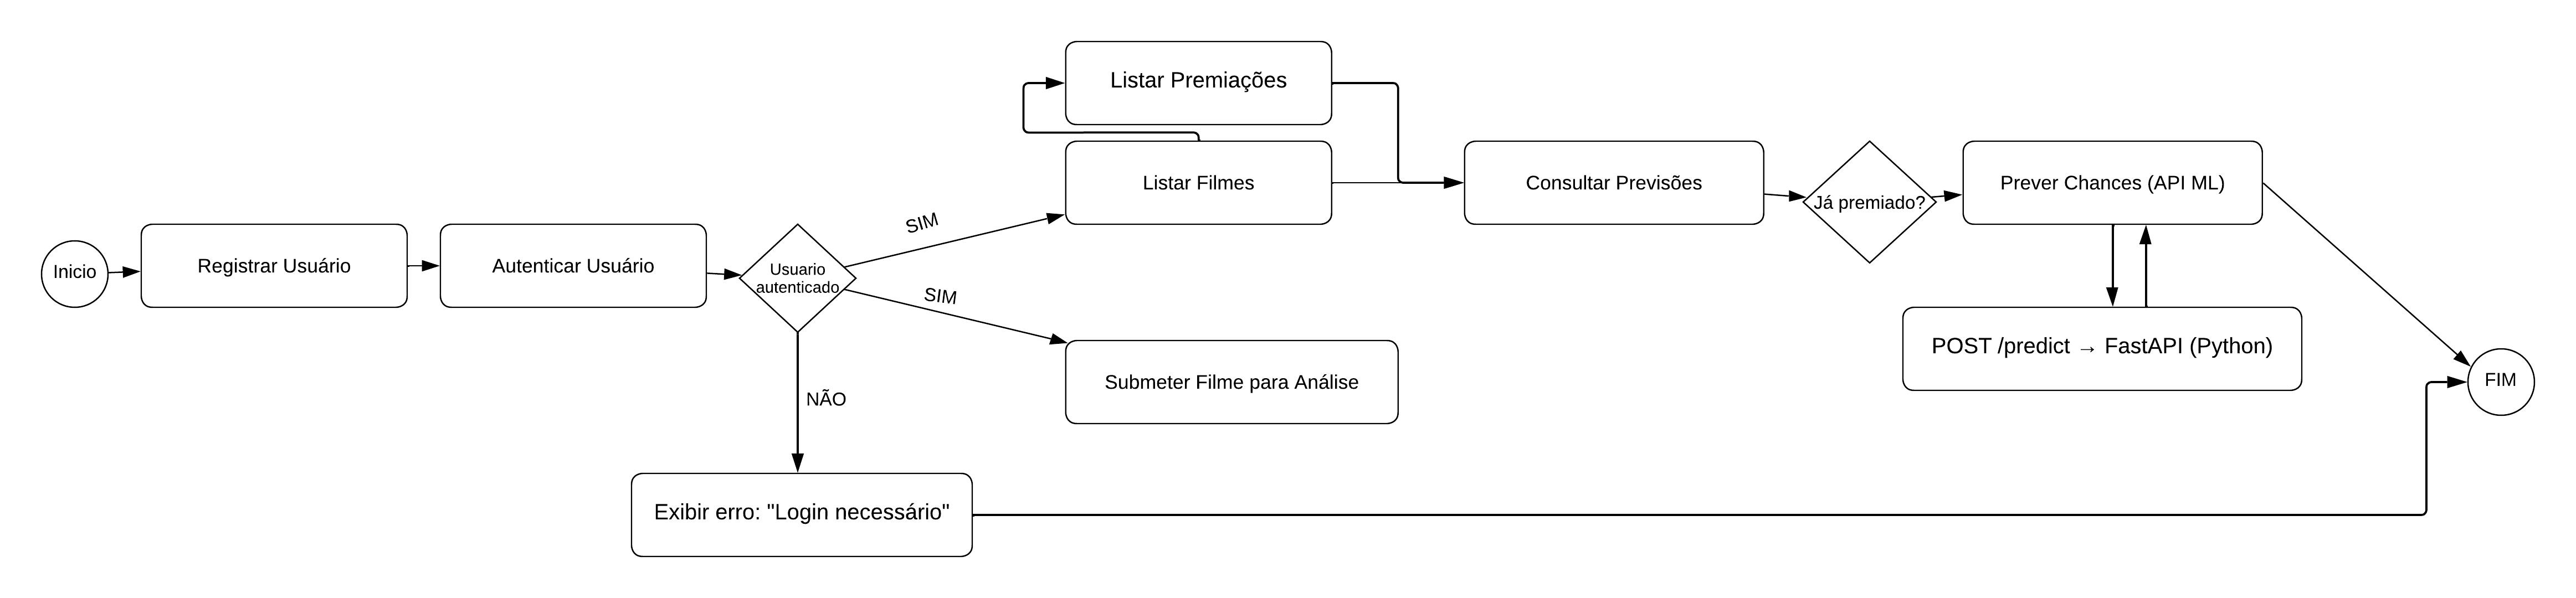 Inicio
Registrar Usuário
Autenticar Usuário
Usuario
autenticado
SIM
SIM
NÃO
Listar Premiações
Listar Filmes
Submeter Filme para Análise
Exibir erro: "Login necessário"
Consultar Previsões
Já premiado?
Prever Chances (API ML)
POST /predict → FastAPI (Python)
FIM